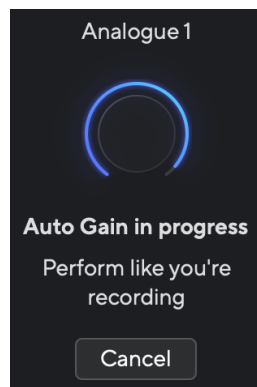 Analogue 1
Auto Gain in progress
Perform like you're
recording
Cancel